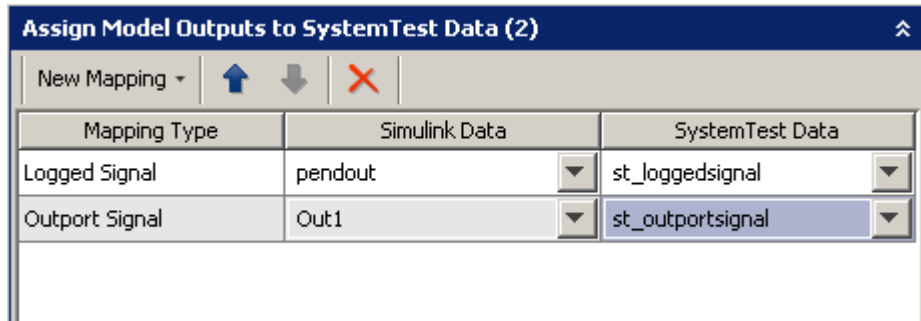 Assign Model Outputs to SystemTest Data (2)
New Mapping
Mapping Type Simulink Data SystemTest Data
Logged Signal pendout st_loggedsignal
Outport Signal Out1 st_outportsignal